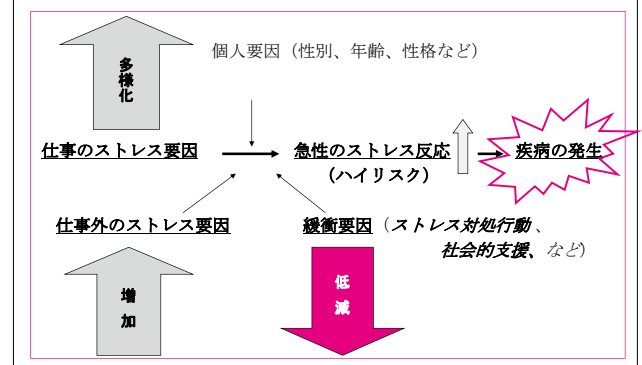 多様化
個人要因（性別、年齢、性格など）
仕事のストレス要因
急性のストレス反応
（ハイリスク）
疾病の発生
仕事外のストレス要因
緩衝要因（ストレス対処行動 、
社会的支援、など）
増加
低減